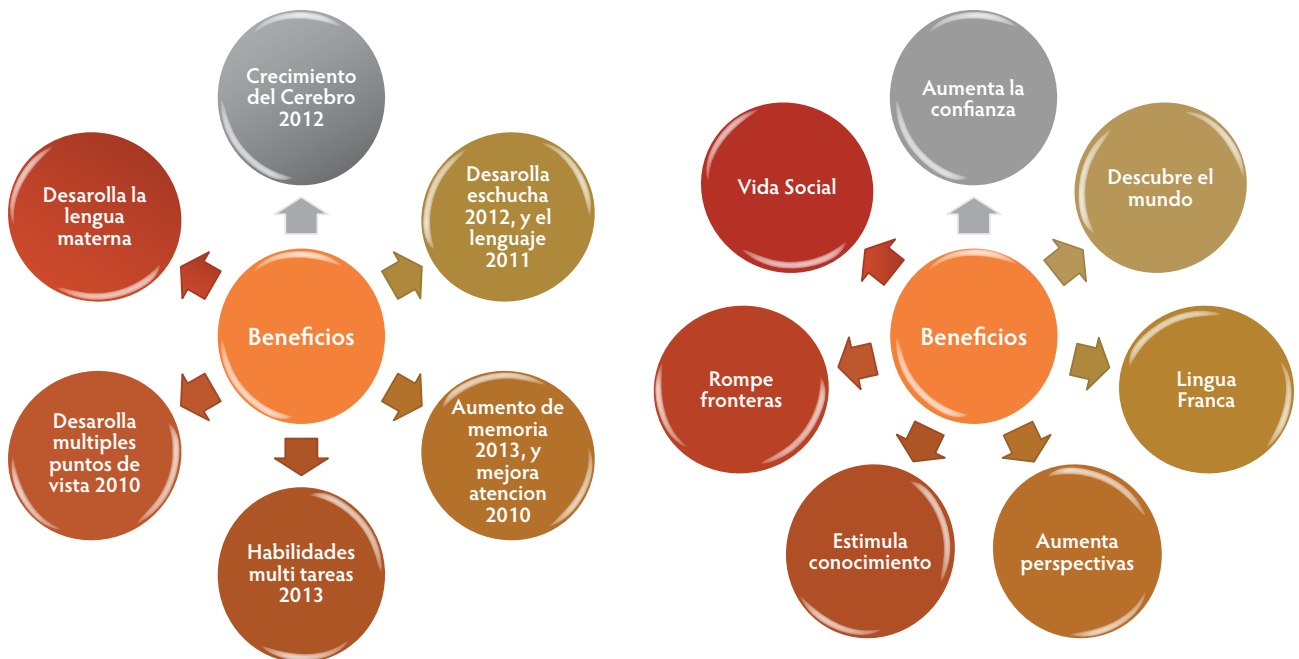 Crecimiento
del Cerebro
2012
Desarolla
eschucha
2012, y el
lenguaje
2011
Aumento de
memoria
2013, y
mejora
atencion
2010
Habilidades
multi tareas
2013
Desarolla
multiples
puntos de
vista 2010
Desarolla la
lengua
materna
Beneficios
Aumenta la
confianza
Descubre el
mundo
Lingua
Franca
Aumenta
perspectivas
Estimula
conocimiento
Rompe
fronteras
Vida Social
Beneficios